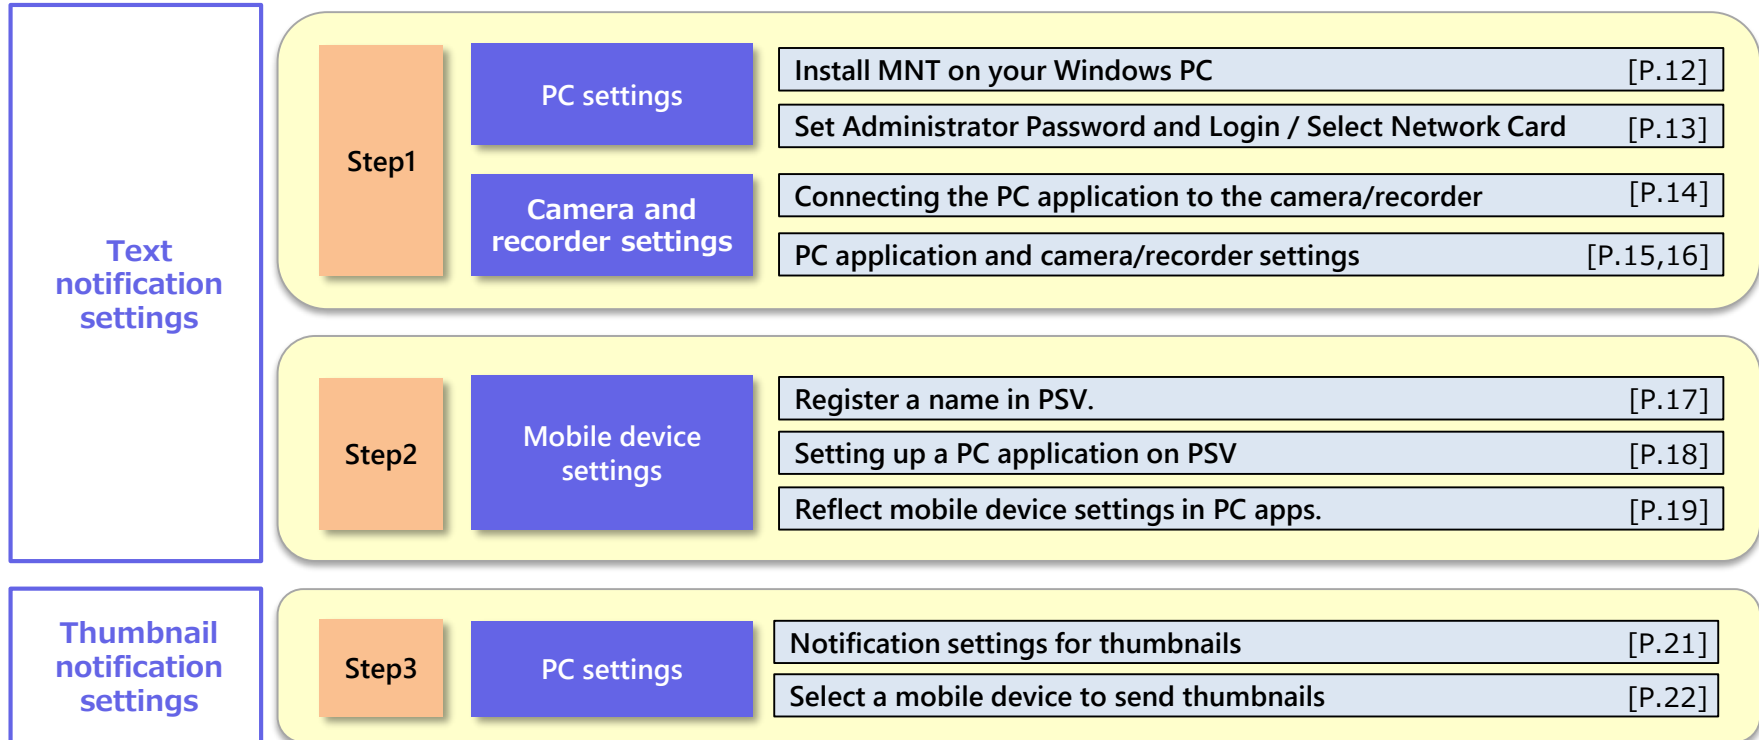 Text
notification
settings
Step1
PC settings
Install MNT on your Windows PC [P.12]
Set Administrator Password and Login / Select Network Card [P.13]
Camera and
recorder settings
Connecting the PC application to the camera/recorder [P.14]
PC application and camera/recorder settings [P.15,16]
Step2
Mobile device
settings
Register a name in PSV. [P.17]
Setting up a PC application on PSV [P.18]
Reflect mobile device settings in PC apps. [P.19]
Thumbnail
notification
settings
Step3
PC settings
Notification settings for thumbnails [P.21]
Select a mobile device to send thumbnails [P.22]